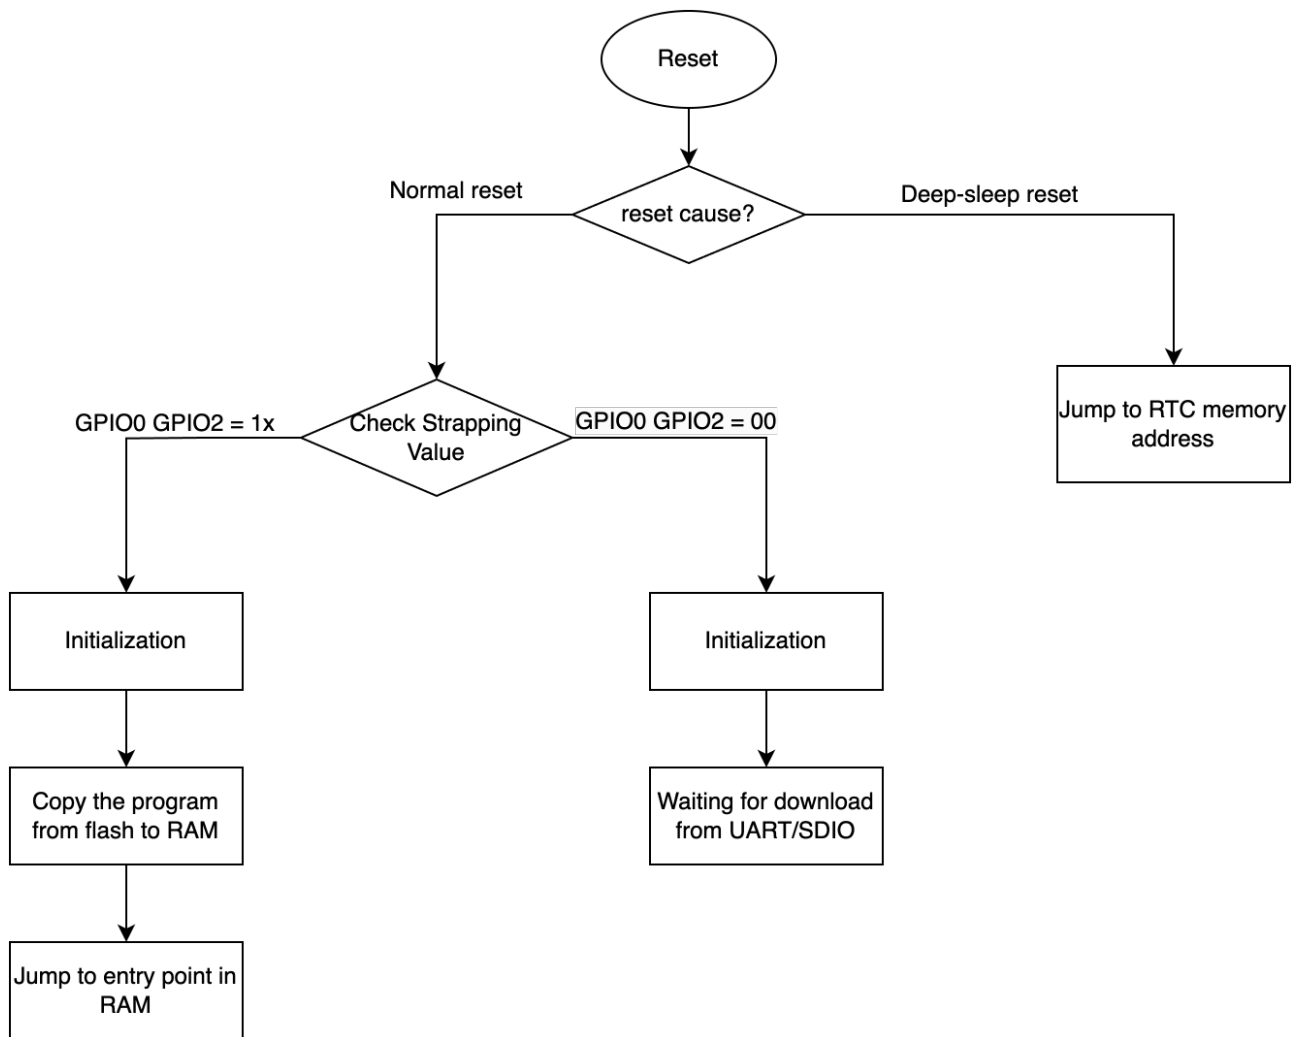 Reset
Normal reset
reset cause?
Deep-sleep reset
GPIO0 GPIO2 = 1x
Check Strapping
Value
GPIO0 GPIO2 = 00
Jump to RTC memory
address
Initialization
Initialization
Copy the program
from flash to RAM
Waiting for download
from UART/SDIO
Jump to entry point in
RAM